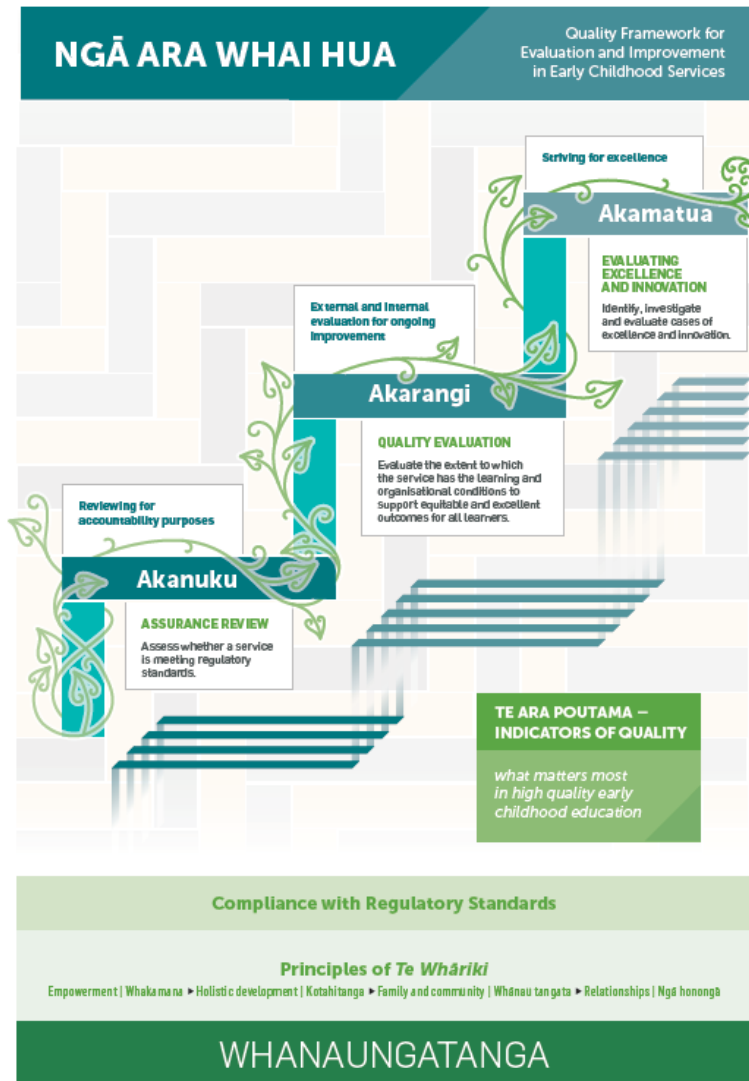 NGĀ ARA WHAI HUA
Quality Framework for
Evaluation and Improvement
in Early Childhood Services
Striving for excellence
Akamatua
EVALUATING
EXCELLENCE
AND INNOVATION
Identify, investigate
and evaluate cases of
excellence and innovation.
External and internal
evaluation for ongoing
improvement
Akarangi
QUALITY EVALUATION
Evaluate the extent to which
the service has the learning and
organisational conditions to
support equitable and excellent
outcomes for all learners.
Reviewing for
accountability purposes
Akanuku
ASSURANCE REVIEW
Assess whether a service
is meeting regulatory
standards.
TE ARA POUTAMA –
INDICATORS OF QUALITY
what matters most
in high quality early
childhood education
Compliance with Regulatory Standards
Principles of Te Whāriki
Empowerment | Whakamana ▸ Holistic development | Kotahitanga ▸ Family and community | Whānau tangata ▸ Relationships | Ngā honongā
WHANAUNGATANGA